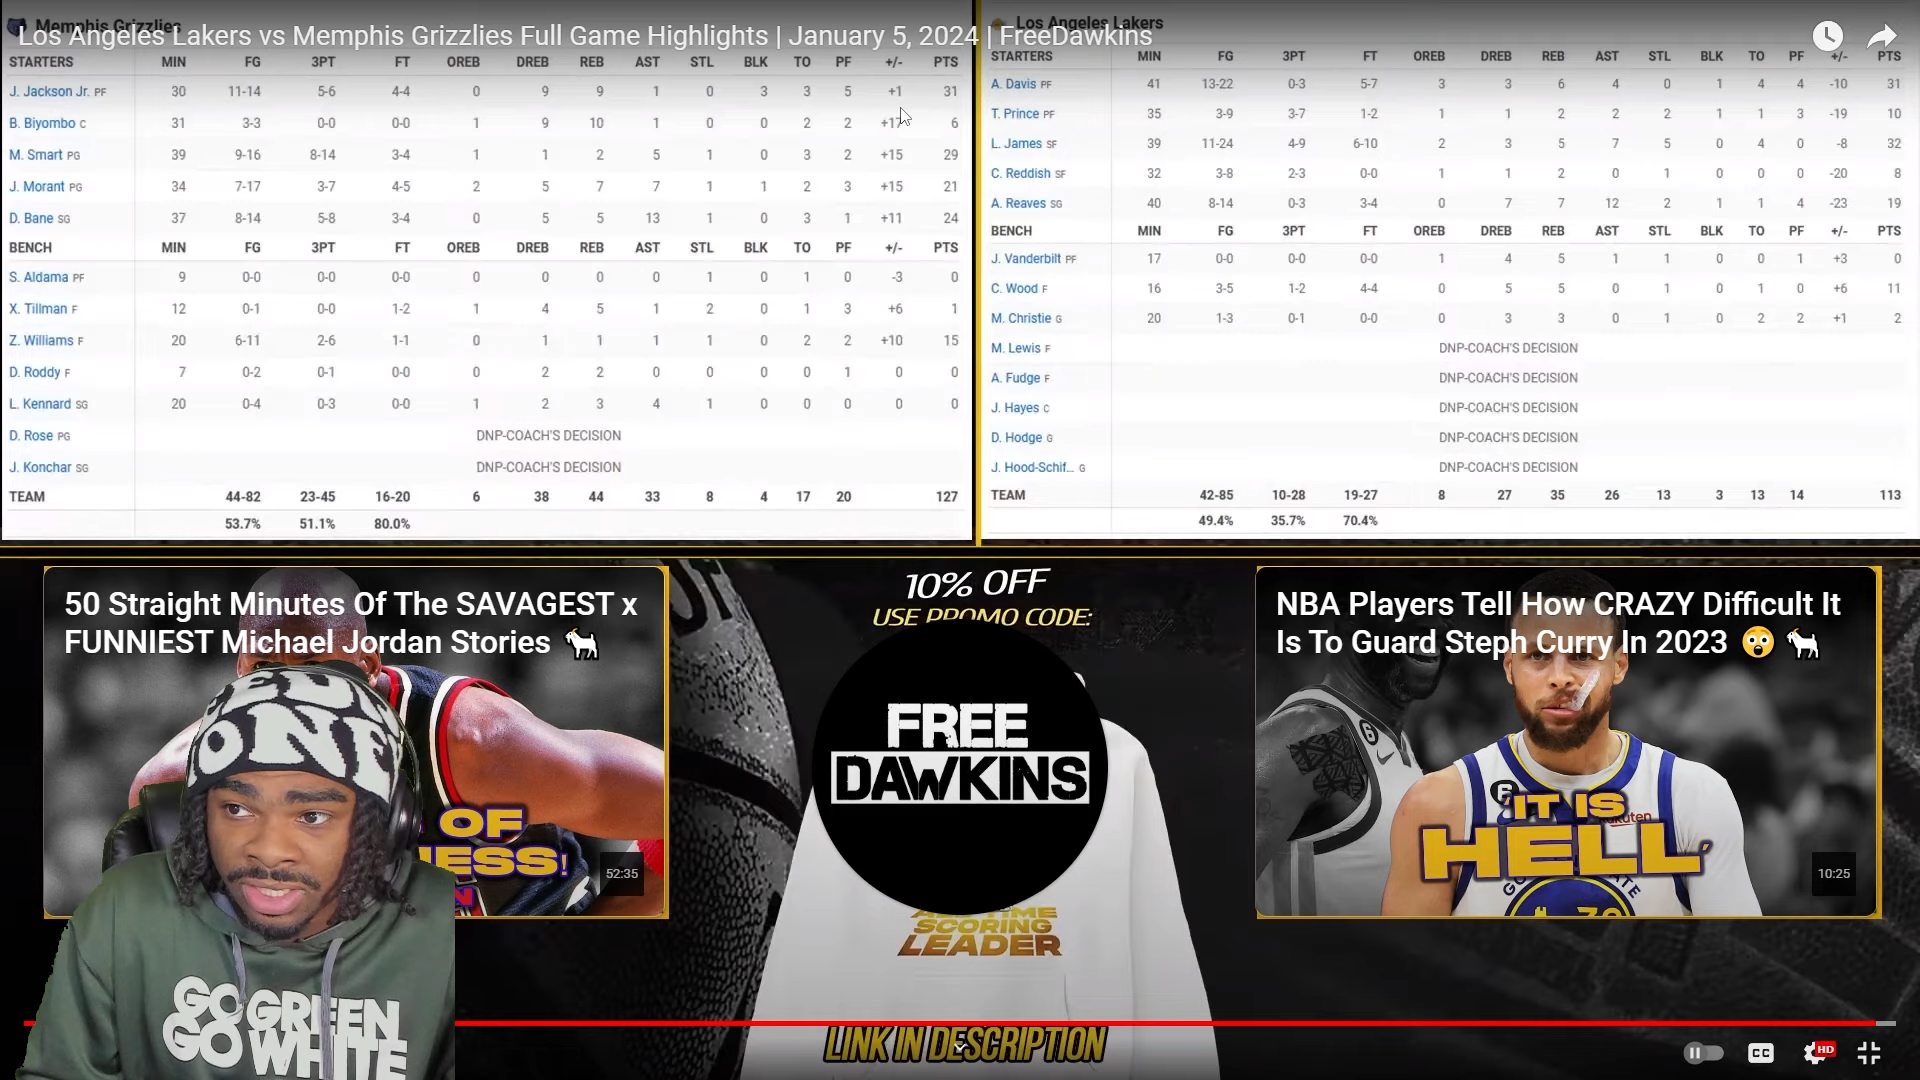 Memphis Grizzlies
Los Angeles Lakers vs Memphis Grizzlies Full Game Highlights | January 5, 2024 | FreeDawkins
STARTERS MIN FG 3PT FT OREB DREB REB AST STL BLK TO PF +/- PTS
J. Jackson Jr. PF 30 11-14 5-6 4-4 0 9 9 1 0 3 3 5 +1 31
B. Biyombo C 31 3-3 0-0 0-0 1 9 10 1 0 0 2 2 6
M. Smart PG 39 9-16 8-14 3-4 1 1 2 5 1 0 3 2 +15 29
J. Morant PG 34 7-17 3-7 4-5 2 5 7 7 1 1 2 3 +15 21
D. Bane SG 37 8-14 5-8 3-4 0 5 5 13 1 0 3 1 +11 24
BENCH MIN FG 3PT FT OREB DREB REB AST STL BLK TO PF +/- PTS
S. Aldama PF 9 0-0 0-0 0-0 0 0 0 0 1 0 1 0 -3 0
X. Tillman F 12 0-1 0-0 1-2 1 4 5 1 2 0 1 3 +6 1
Z. Williams F 20 6-11 2-6 1-1 0 1 1 1 1 0 2 2 +10 15
D. Roddy F 7 0-2 0-1 0-0 0 2 2 0 0 0 0 1 0 0
L. Kennard SG 20 0-4 0-3 0-0 1 2 3 4 1 0 0 0 0 0
D. Rose PG DNP-COACH'S DECISION
J. Konchar SG DNP-COACH'S DECISION
TEAM 44-82 23-45 16-20 6 38 44 33 8 4 17 20 127
53.7% 51.1% 80.0%
Los Angeles Lakers
STARTERS MIN FG 3PT FT OREB DREB REB AST STL BLK TO PF +/- PTS
A. Davis PF 41 13-22 0-3 5-7 3 3 6 4 0 1 4 4 -10 31
T. Prince PF 35 3-9 3-7 1-2 1 1 2 2 2 1 1 3 -19 10
L. James SF 39 11-24 4-9 6-10 2 3 5 7 5 0 4 0 -8 32
C. Reddish SF 32 3-8 2-3 0-0 1 1 2 0 1 0 0 0 -20 8
A. Reaves SG 40 8-14 0-3 3-4 0 7 7 12 2 1 1 4 -23 19
BENCH MIN FG 3PT FT OREB DREB REB AST STL BLK TO PF +/- PTS
J. Vanderbilt PF 17 0-0 0-0 0-0 1 4 5 1 1 0 0 1 +3 0
C. Wood F 16 3-5 1-2 4-4 0 5 5 0 1 0 1 0 +6 11
M. Christie G 20 1-3 0-1 0-0 0 3 3 0 1 0 2 2 +1 2
M. Lewis F DNP-COACH'S DECISION
A. Fudge F DNP-COACH'S DECISION
J. Hayes C DNP-COACH'S DECISION
D. Hodge G DNP-COACH'S DECISION
J. Hood-Schif... G DNP-COACH'S DECISION
TEAM 42-85 10-28 19-27 8 27 35 26 13 3 13 14 113
49.4% 35.7% 70.4%
50 Straight Minutes Of The SAVAGEST x
FUNNIEST Michael Jordan Stories 🐐
OF
52:35
10% OFF
USE PROMO CODE:
FREE
DAWKINS
ALL-TIME
SCORING
LEADER
LINK IN DESCRIPTION
NBA Players Tell How CRAZY Difficult It
Is To Guard Steph Curry In 2023 😲 🐐
6
'IT IS
HELL'
10:25
GO GREEN
GO WHITE
CC
HD